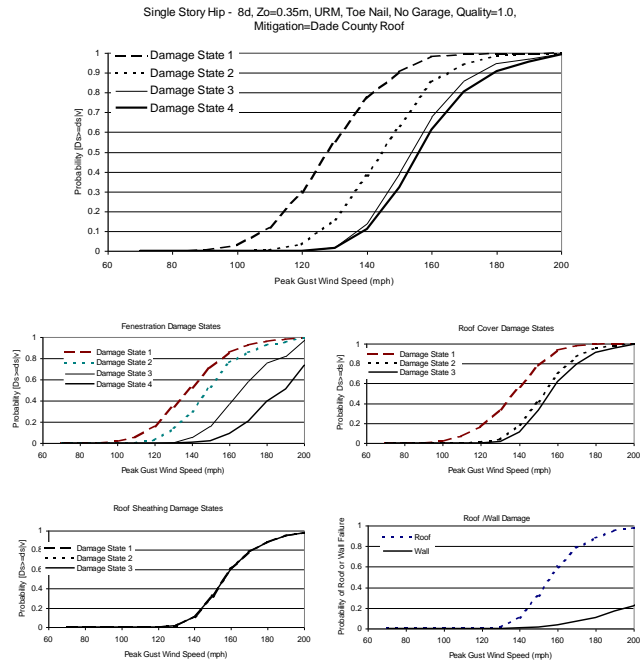 Single Story Hip - 8d, Zo=0.35m, URM, Toe Nail, No Garage, Quality=1.0,
Mitigation=Dade County Roof
Probability [Ds>=ds|v]
1
0.9
0.8
0.7
0.6
0.5
0.4
0.3
0.2
0.1
0
Damage State 1
Damage State 2
Damage State 3
Damage State 4
60
80
100
120
140
160
180
200
Peak Gust Wind Speed (mph)
Fenestration Damage States
Probability [Ds>=ds|v]
1
0.8
0.6
0.4
0.2
0
Damage State 1
Damage State 2
Damage State 3
Damage State 4
60
80
100
120
140
160
180
200
Peak Gust Wind Speed (mph)
Roof Cover Damage States
Probability Ds>=ds|v]
1
0.8
0.6
0.4
0.2
0
Damage State 1
Damage State 2
Damage State 3
60
80
100
120
140
160
180
200
Peak Gust Wind Speed (mph)
Roof Sheathing Damage States
Probability [Ds>=ds|v]
1
0.8
0.6
0.4
0.2
0
Damage State 1
Damage State 2
Damage State 3
60
80
100
120
140
160
180
200
Peak Gust Wind Speed (mph)
Roof /Wall Damage
Probability of Roof or Wall Failure
1
0.8
0.6
0.4
0.2
0
Roof
Wall
60
80
100
120
140
160
180
200
Peak Gust Wind Speed (mph)